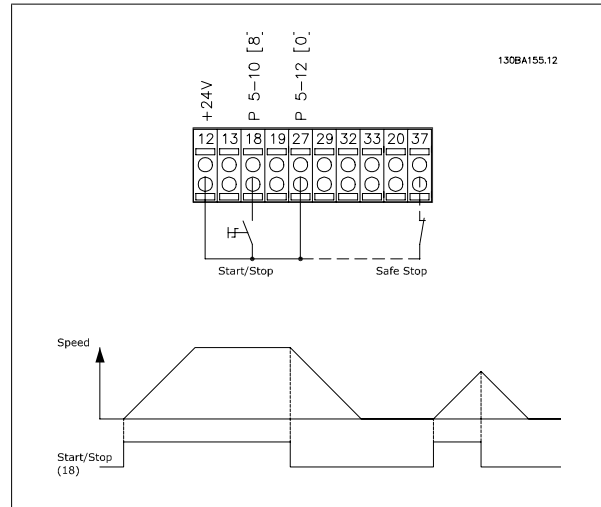 130BA155.12
+24V
P 5-10 [8]
P 5-12 [0]
12 13 18 19 27 29 32 33 20 37
Start/Stop
Safe Stop
Speed
Start/Stop
(18)